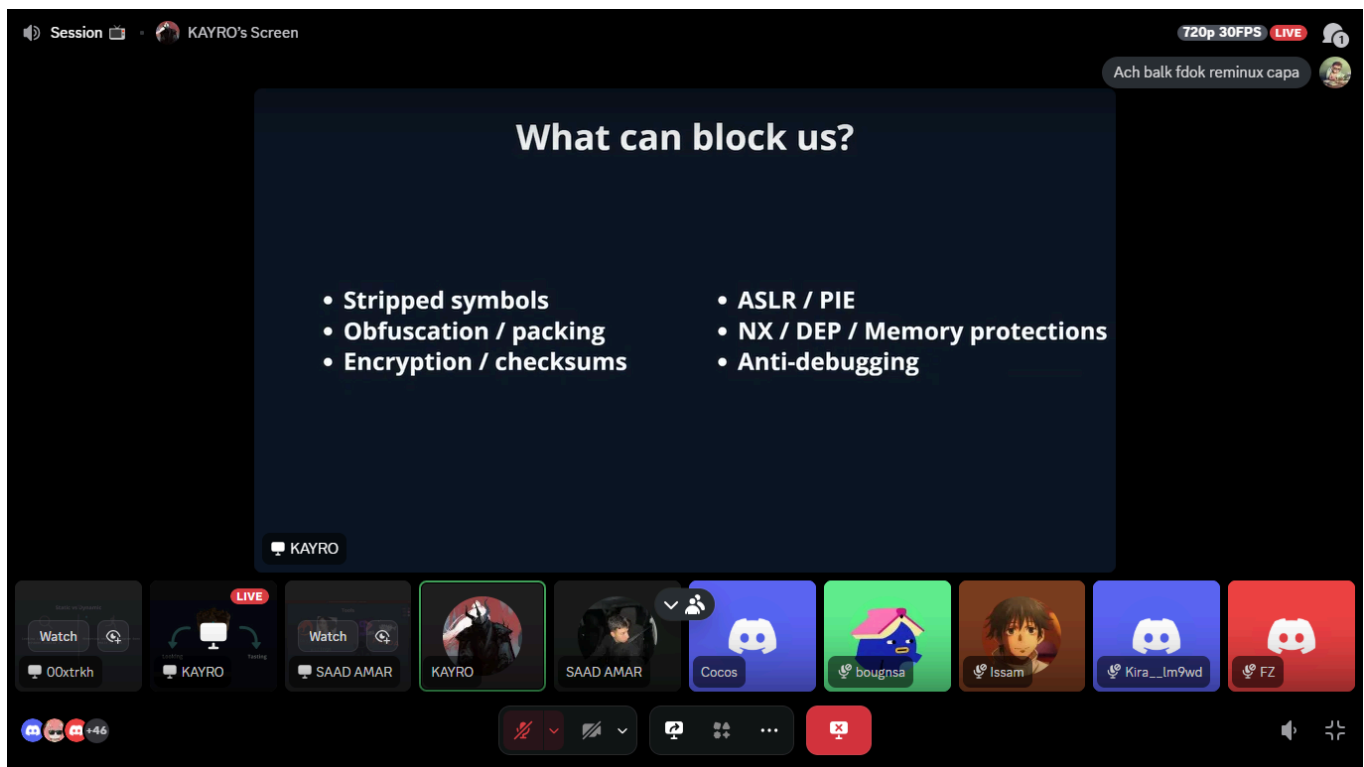 Session
KAYRO's Screen
720p 30FPS
LIVE
1
Ach balk fdok reminux capa
What can block us?
• Stripped symbols
• Obfuscation / packing
• Encryption / checksums
• ASLR / PIE
• NX / DEP / Memory protections
• Anti-debugging
KAYRO
Watch
00xtrkh
LIVE
Testing
KAYRO
Watch
SAAD AMAR
KAYRO
SAAD AMAR
Cocos
bougnsa
Issam
Kira__lm9wd
FZ
+46